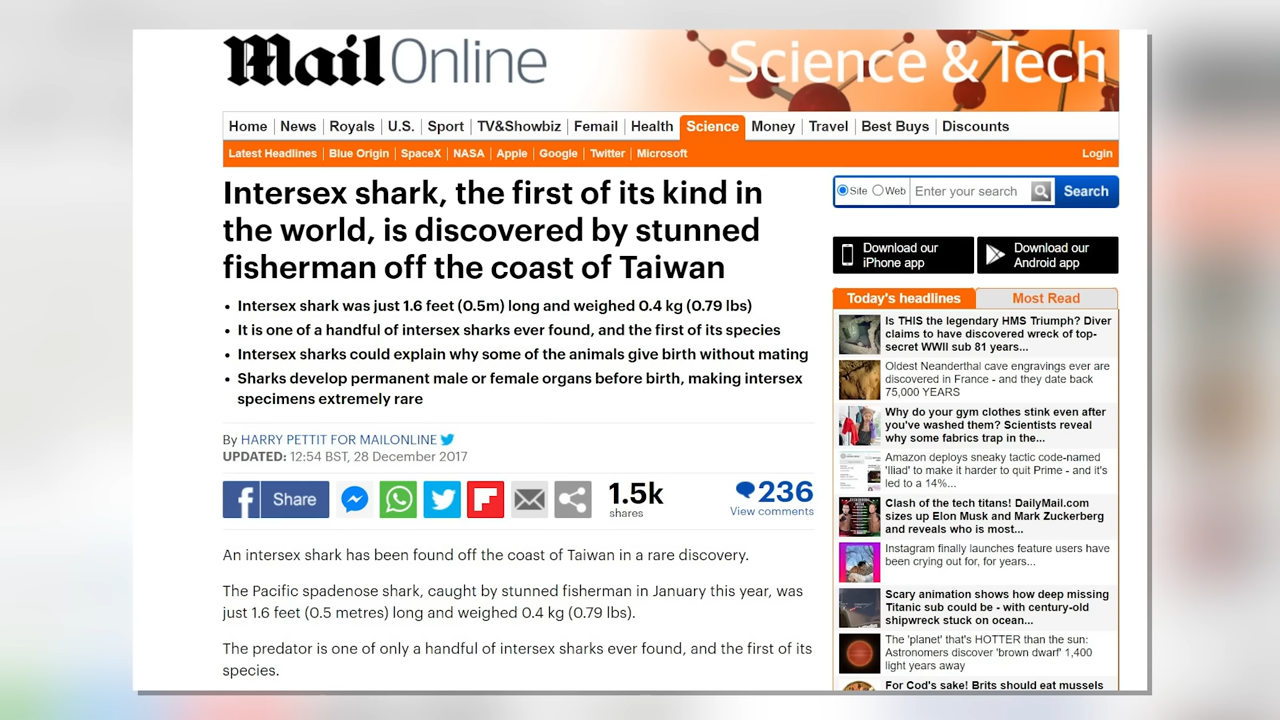 Mail Online
Science & Tech
Home News Royals U.S. Sport TV&Showbiz Femail Health Science Money Travel Best Buys Discounts
Latest Headlines Blue Origin SpaceX NASA Apple Google Twitter Microsoft Login
Intersex shark, the first of its kind in
the world, is discovered by stunned
fisherman off the coast of Taiwan
• Intersex shark was just 1.6 feet (0.5m) long and weighed 0.4 kg (0.79 lbs)
• It is one of a handful of intersex sharks ever found, and the first of its species
• Intersex sharks could explain why some of the animals give birth without mating
• Sharks develop permanent male or female organs before birth, making intersex
specimens extremely rare
By HARRY PETTIT FOR MAILONLINE
UPDATED: 12:54 BST, 28 December 2017
f Share
1.5k
shares
236
View comments
An intersex shark has been found off the coast of Taiwan in a rare discovery.
The Pacific spadenose shark, caught by stunned fisherman in January this year, was
just 1.6 feet (0.5 metres) long and weighed 0.4 kg (0.79 lbs).
The predator is one of only a handful of intersex sharks ever found, and the first of its
species.
Site Web Enter your search Search
Download our
iPhone app
Download our
Android app
Today's headlines Most Read
Is THIS the legendary HMS Triumph? Diver
claims to have discovered wreck of top-
secret WWII sub 81 years...
Oldest Neanderthal cave engravings ever are
discovered in France - and they date back
75,000 YEARS
Why do your gym clothes stink even after
you've washed them? Scientists reveal
why some fabrics trap in the...
Amazon deploys sneaky tactic code-named
'Iliad' to make it harder to quit Prime - and it's
led to a 14%...
Clash of the tech titans! DailyMail.com
sizes up Elon Musk and Mark Zuckerberg
and reveals who is most...
Instagram finally launches feature users have
been crying out for, for years...
Scary animation shows how deep missing
Titanic sub could be - with century-old
shipwreck stuck on ocean...
The 'planet' that's HOTTER than the sun:
Astronomers discover 'brown dwarf' 1,400
light years away
For Cod's sake! Brits should eat mussels